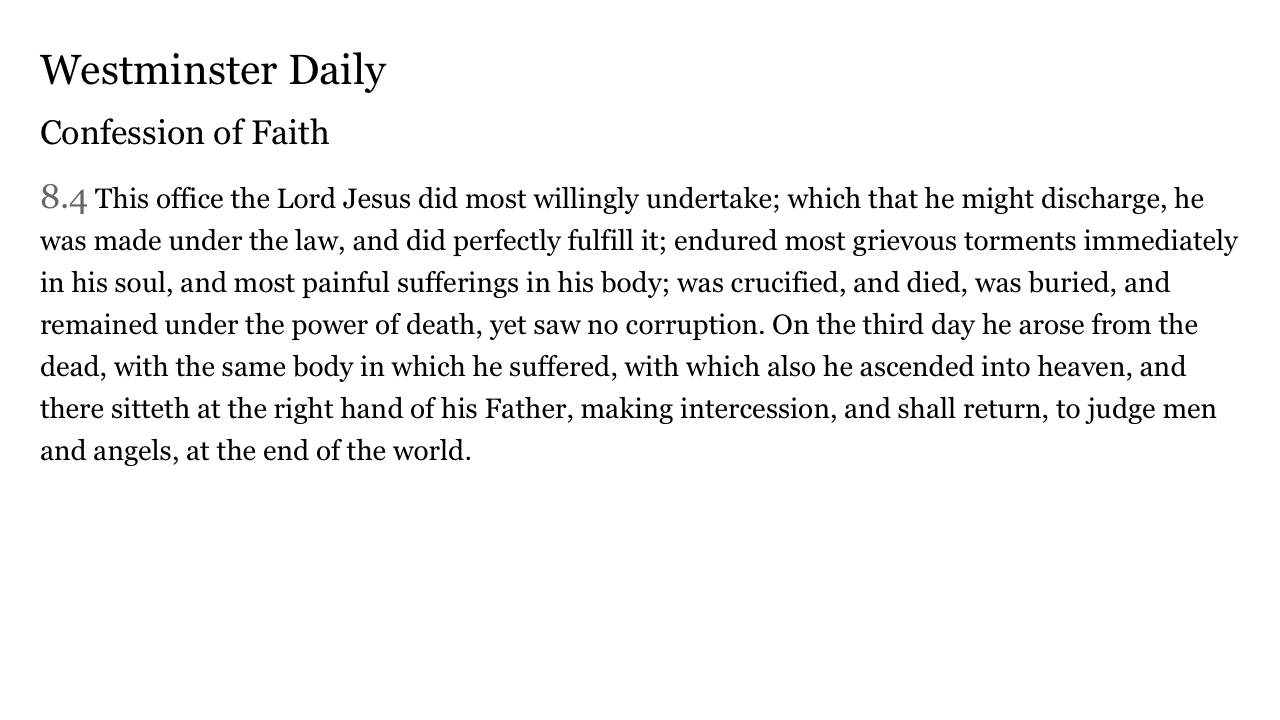 Westminster Daily
Confession of Faith
8.4 This office the Lord Jesus did most willingly undertake; which that he might discharge, he
was made under the law, and did perfectly fulfill it; endured most grievous torments immediately
in his soul, and most painful sufferings in his body; was crucified, and died, was buried, and
remained under the power of death, yet saw no corruption. On the third day he arose from the
dead, with the same body in which he suffered, with which also he ascended into heaven, and
there sitteth at the right hand of his Father, making intercession, and shall return, to judge men
and angels, at the end of the world.